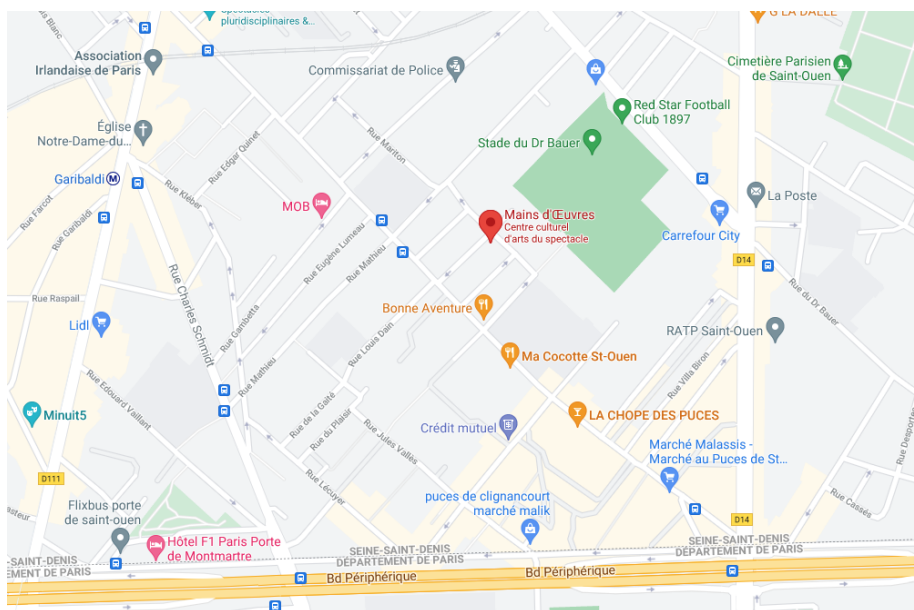 Spectacles
pluridisciplinaires &...
G LA DALLE
Association
Irlandaise de Paris
Commissariat de Police
Cimetière Parisien
de Saint-Ouen
Red Star Football
Club 1897
Stade du Dr Bauer
Église
Notre-Dame-du...
Rue Edgar Quinet
Rue Marlton
Garibaldi
M
Rue Kléber
Rue Farcot
Rue Garibaldi
MOB
La Poste
Mains d'Œuvres
Centre culturel
d'arts du spectacle
Carrefour City
D14
Rue Eugène Lumeau
Rue Mathieu
Rue Raspail
Rue Charles Schmidt
Rue Gambetta
Rue du Dr Bauer
Bonne Aventure
Lidl
Rue Louis Dain
RATP Saint-Ouen
Ma Cocotte St-Ouen
Rue Mathieu
Rue Villa Biron
Rue Edouard Vaillant
Rue de la Gaité
Rue du Plaisir
Minuit5
LA CHOPE DES PUCES
Crédit mutuel
Rue Jules Vallès
Rue Desportes
Marché Malassis -
Marché au Puces de St...
D111
Rue Lécuyer
Rue Cassés
puces de clignancourt
marché malik
Flixbus porte
de saint-ouen
Pasteur
D14
Hôtel F1 Paris Porte
de Montmartre
SEINE-SAINT-DENIS
DÉPARTEMENT DE PARIS
SEINE-SAINT-DENIS
DÉPARTEMENT DE PARIS
-SAINT-DENIS
EMENT DE PARIS
Bd Périphérique
Bd Périphérique